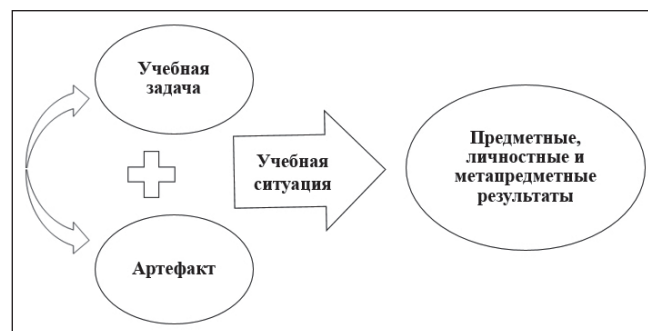 Учебная
задача
Артефакт
Учебная
ситуация
Предметные,
личностные и
метапредметные
результаты